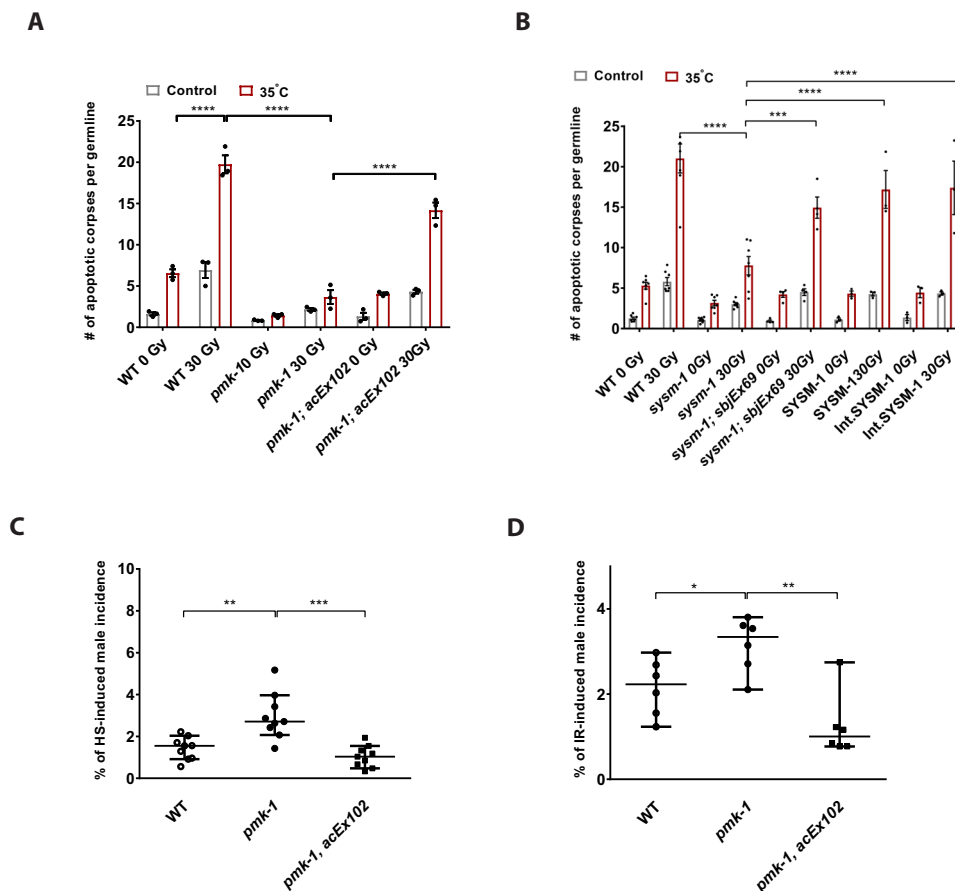 A
Control 35°C
**** ****
****
# of apoptotic corpses per germline
25
20
15
10
5
0
WT 0 Gy
WT 30 Gy
pmk-10 Gy
pmk-1 30 Gy
pmk-1; acEx102 0 Gy
pmk-1; acEx102 30Gy
B
Control 35°C
****
****
**** ***
# of apoptotic corpses per germline
25
20
15
10
5
0
WT 0 Gy
WT 30 Gy
sysm-1 0Gy
sysm-1 30Gy
sysm-1; sbjEx69 0Gy
sysm-1; sbjEx69 30Gy
SYSM-1 0Gy
SYSM-130Gy
Int.SYSM-1 0Gy
Int.SYSM-1 30Gy
C
% of HS-induced male incidence
10
8
6
4
2
0
** ***
WT
pmk-1
pmk-1, acEx102
D
% of IR-induced male incidence
4
2
0
* **
WT
pmk-1
pmk-1, acEx102